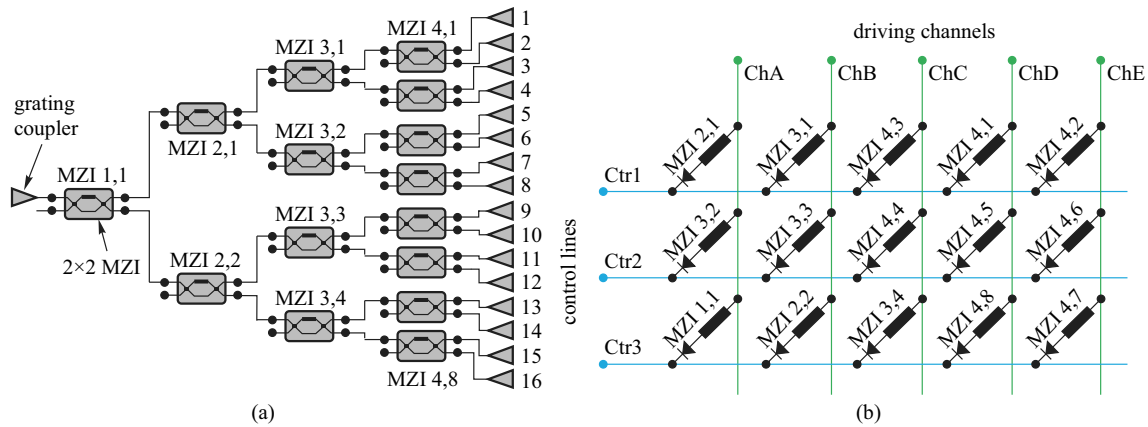 MZI 4,1
MZI 3,1
1
2
3
4
grating
coupler
MZI 2,1
MZI 3,2
5
6
7
8
MZI 1,1
2×2 MZI
MZI 3,3
9
10
11
12
MZI 2,2
MZI 3,4
13
14
15
16
MZI 4,8
(a)
driving channels
ChA
ChB
ChC
ChD
ChE
control lines
Ctr1
MZI 2,1
MZI 3,1
MZI 4,3
MZI 4,1
MZI 4,2
Ctr2
MZI 3,2
MZI 3,3
MZI 4,4
MZI 4,5
MZI 4,6
Ctr3
MZI 1,1
MZI 2,2
MZI 3,4
MZI 4,8
MZI 4,7
(b)